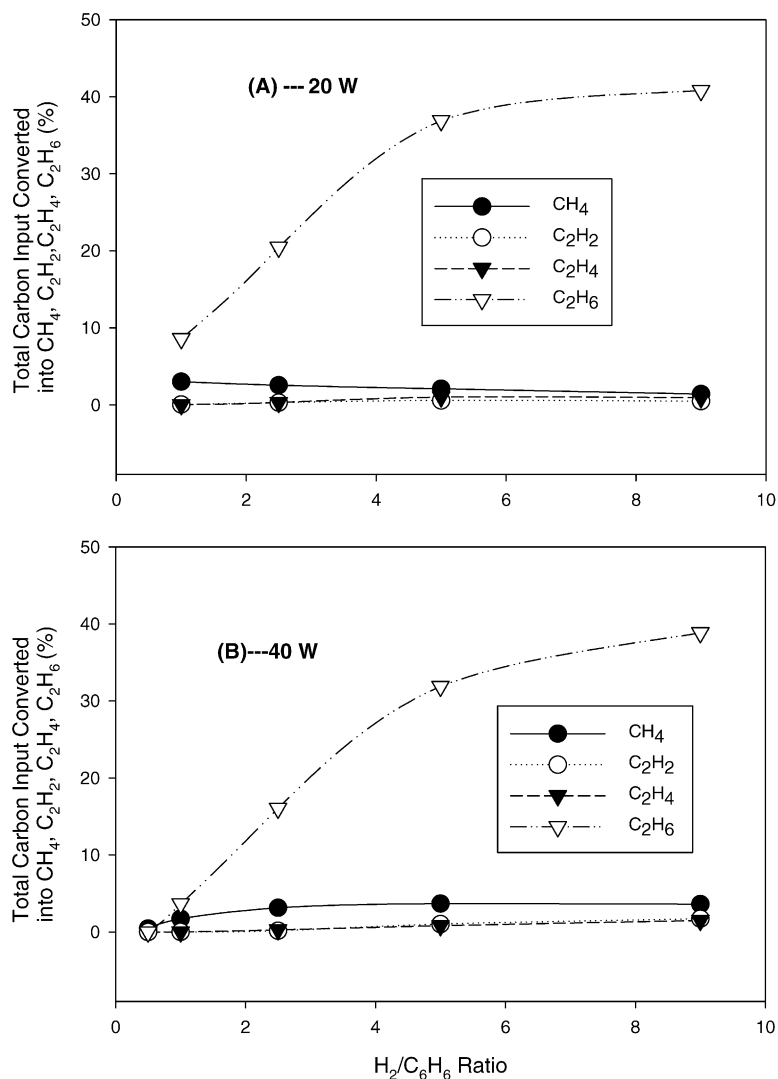 Total Carbon Input Converted
into CH4, C2H2,C2H4, C2H6 (%)
50
40
30
20
10
0
(A) --- 20 W
CH4
C2H2
C2H4
C2H6
0 2 4 6 8 10
Total Carbon Input Converted
into CH4, C2H2, C2H4, C2H6 (%)
50
40
30
20
10
0
(B)---40 W
CH4
C2H2
C2H4
C2H6
0 2 4 6 8 10
H2/C6H6 Ratio